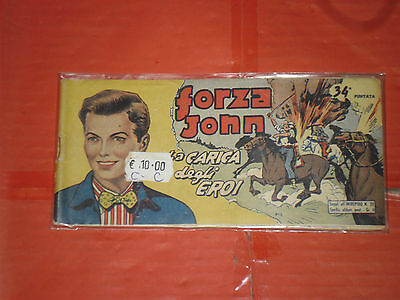 forza
John
34
PUNTATA
la CARICA
degli
EROI
€.10.00
C-C